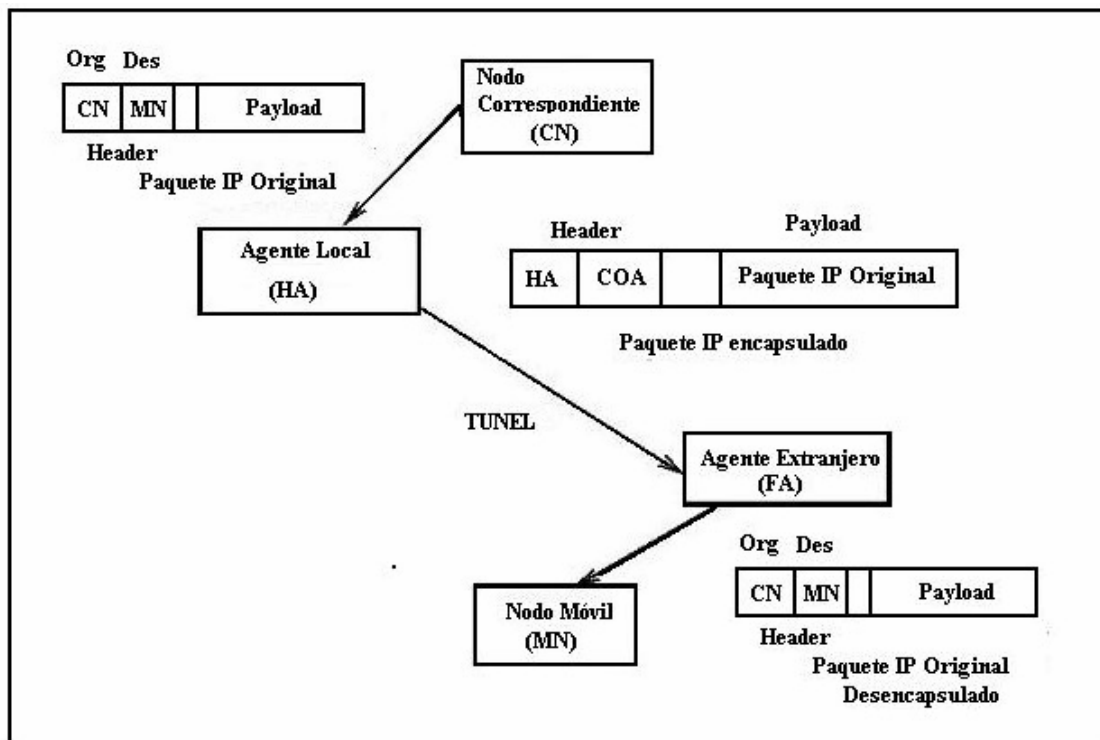 Org Des
CN MN Payload
Header
Paquete IP Original
Nodo
Correspondiente
(CN)
Agente Local
(HA)
Header Payload
HA COA Paquete IP Original
Paquete IP encapsulado
TUNEL
Agente Extranjero
(FA)
Nodo Móvil
(MN)
Org Des
CN MN Payload
Header
Paquete IP Original
Desencapsulado